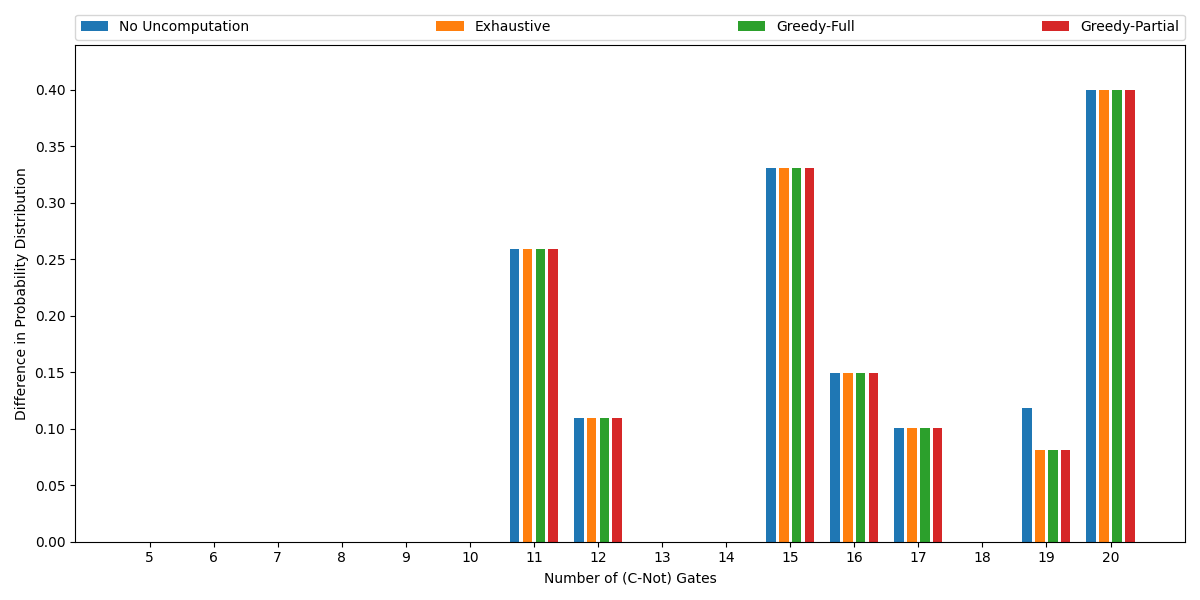 No Uncomputation Exhaustive Greedy-Full Greedy-Partial
0.40
0.35
0.30
0.25
0.20
0.15
0.10
0.05
0.00
Difference in Probability Distribution
5 6 7 8 9 10 11 12 13 14 15 16 17 18 19 20
Number of (C-Not) Gates